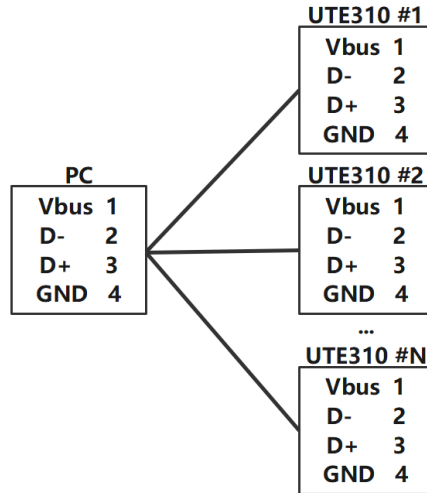 PC
Vbus 1
D- 2
D+ 3
GND 4
UTE310 #1
Vbus 1
D- 2
D+ 3
GND 4
UTE310 #2
Vbus 1
D- 2
D+ 3
GND 4
...
UTE310 #N
Vbus 1
D- 2
D+ 3
GND 4